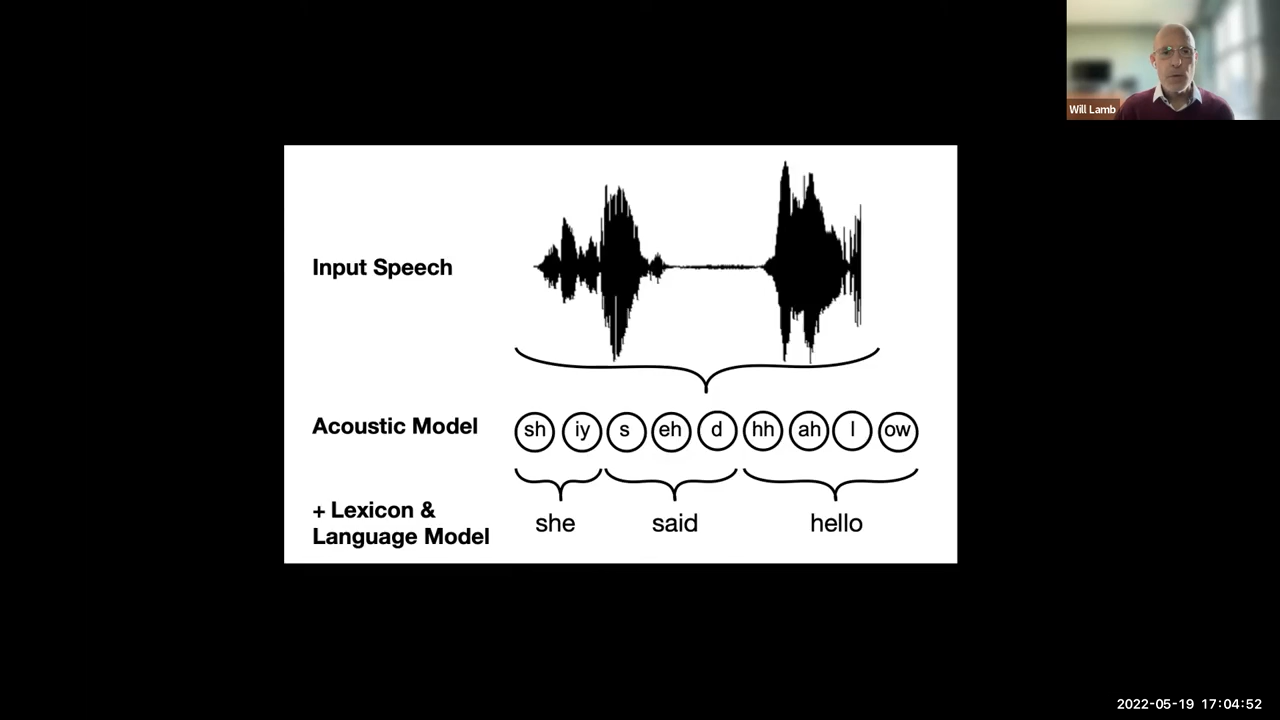 Will Lamb
Input Speech
Acoustic Model
sh iy s eh d hh ah l ow
+ Lexicon &
Language Model
she said hello
2022-05-19 17:04:52